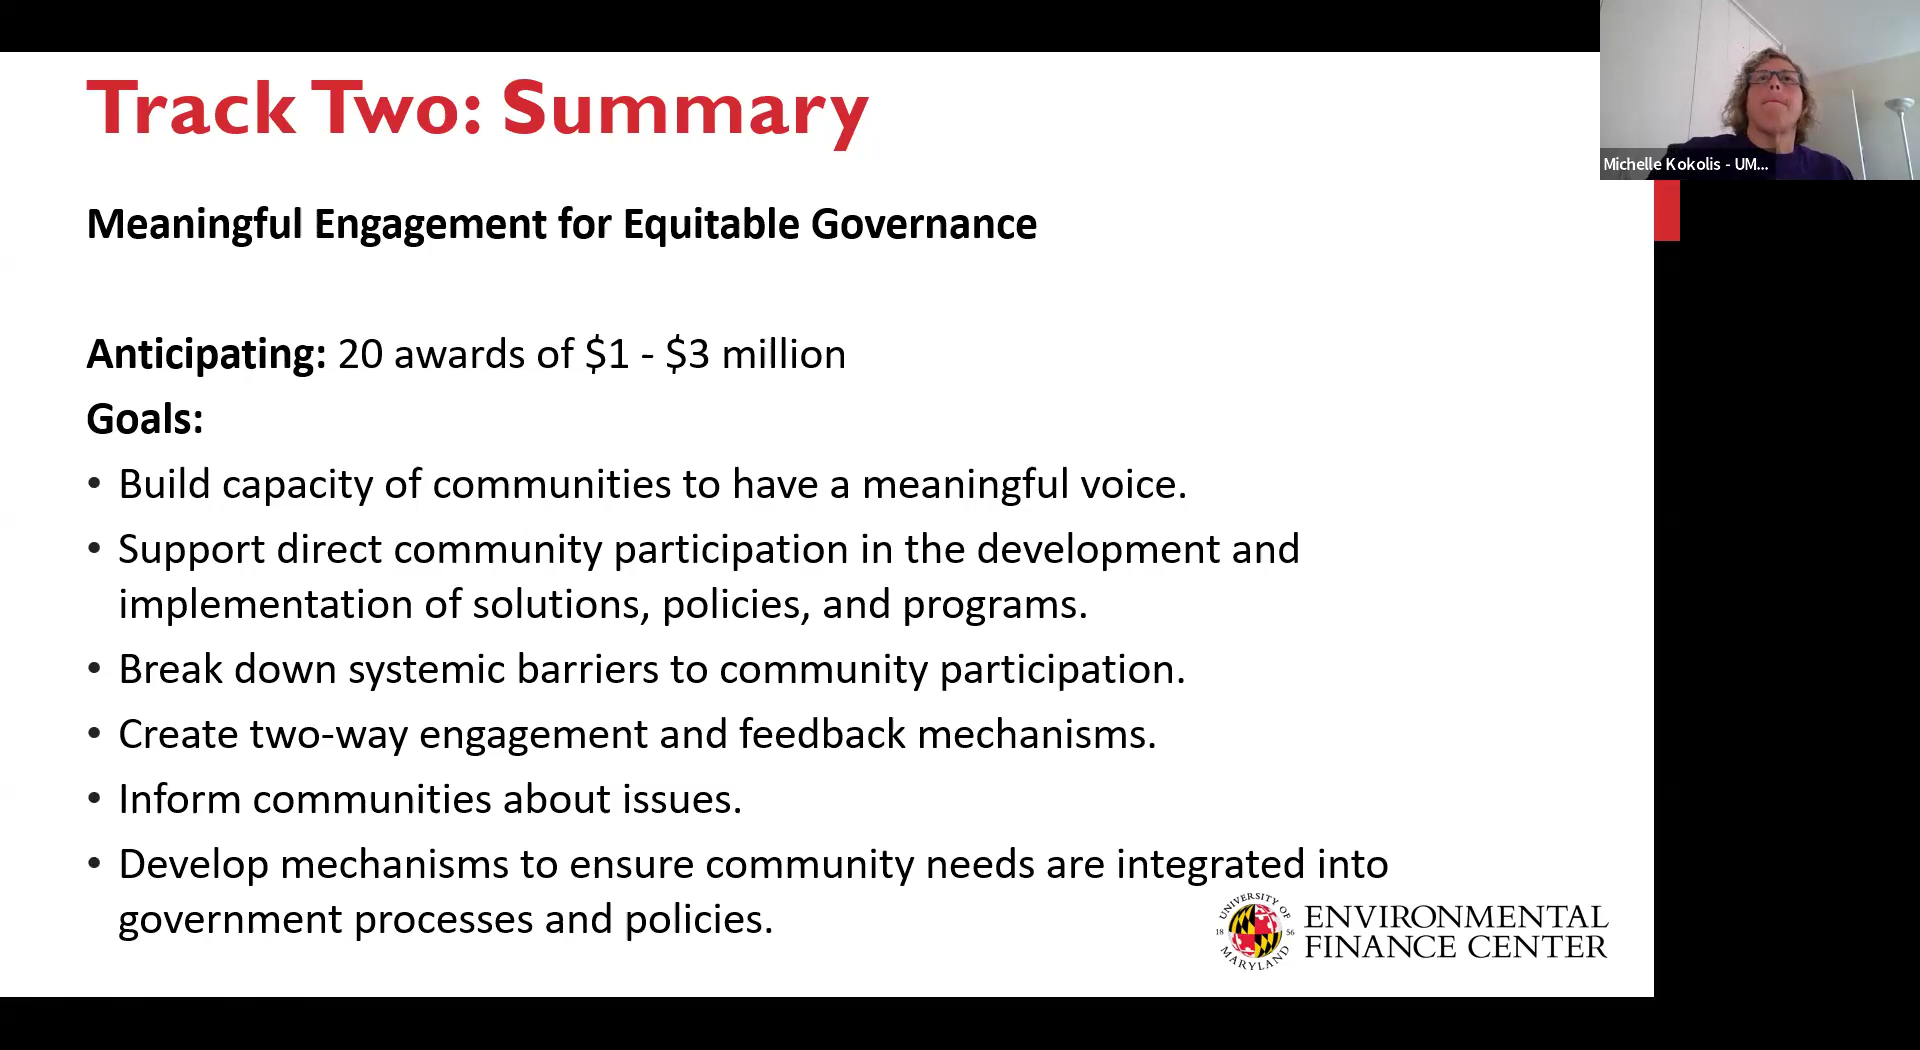 Track Two: Summary
Meaningful Engagement for Equitable Governance
Anticipating: 20 awards of $1 - $3 million
Goals:
• Build capacity of communities to have a meaningful voice.
• Support direct community participation in the development and
implementation of solutions, policies, and programs.
• Break down systemic barriers to community participation.
• Create two-way engagement and feedback mechanisms.
• Inform communities about issues.
• Develop mechanisms to ensure community needs are integrated into
government processes and policies.
UNIVERSITY OF
18 56
MARYLAND
ENVIRONMENTAL
FINANCE CENTER
Michelle Kokolis - UM...